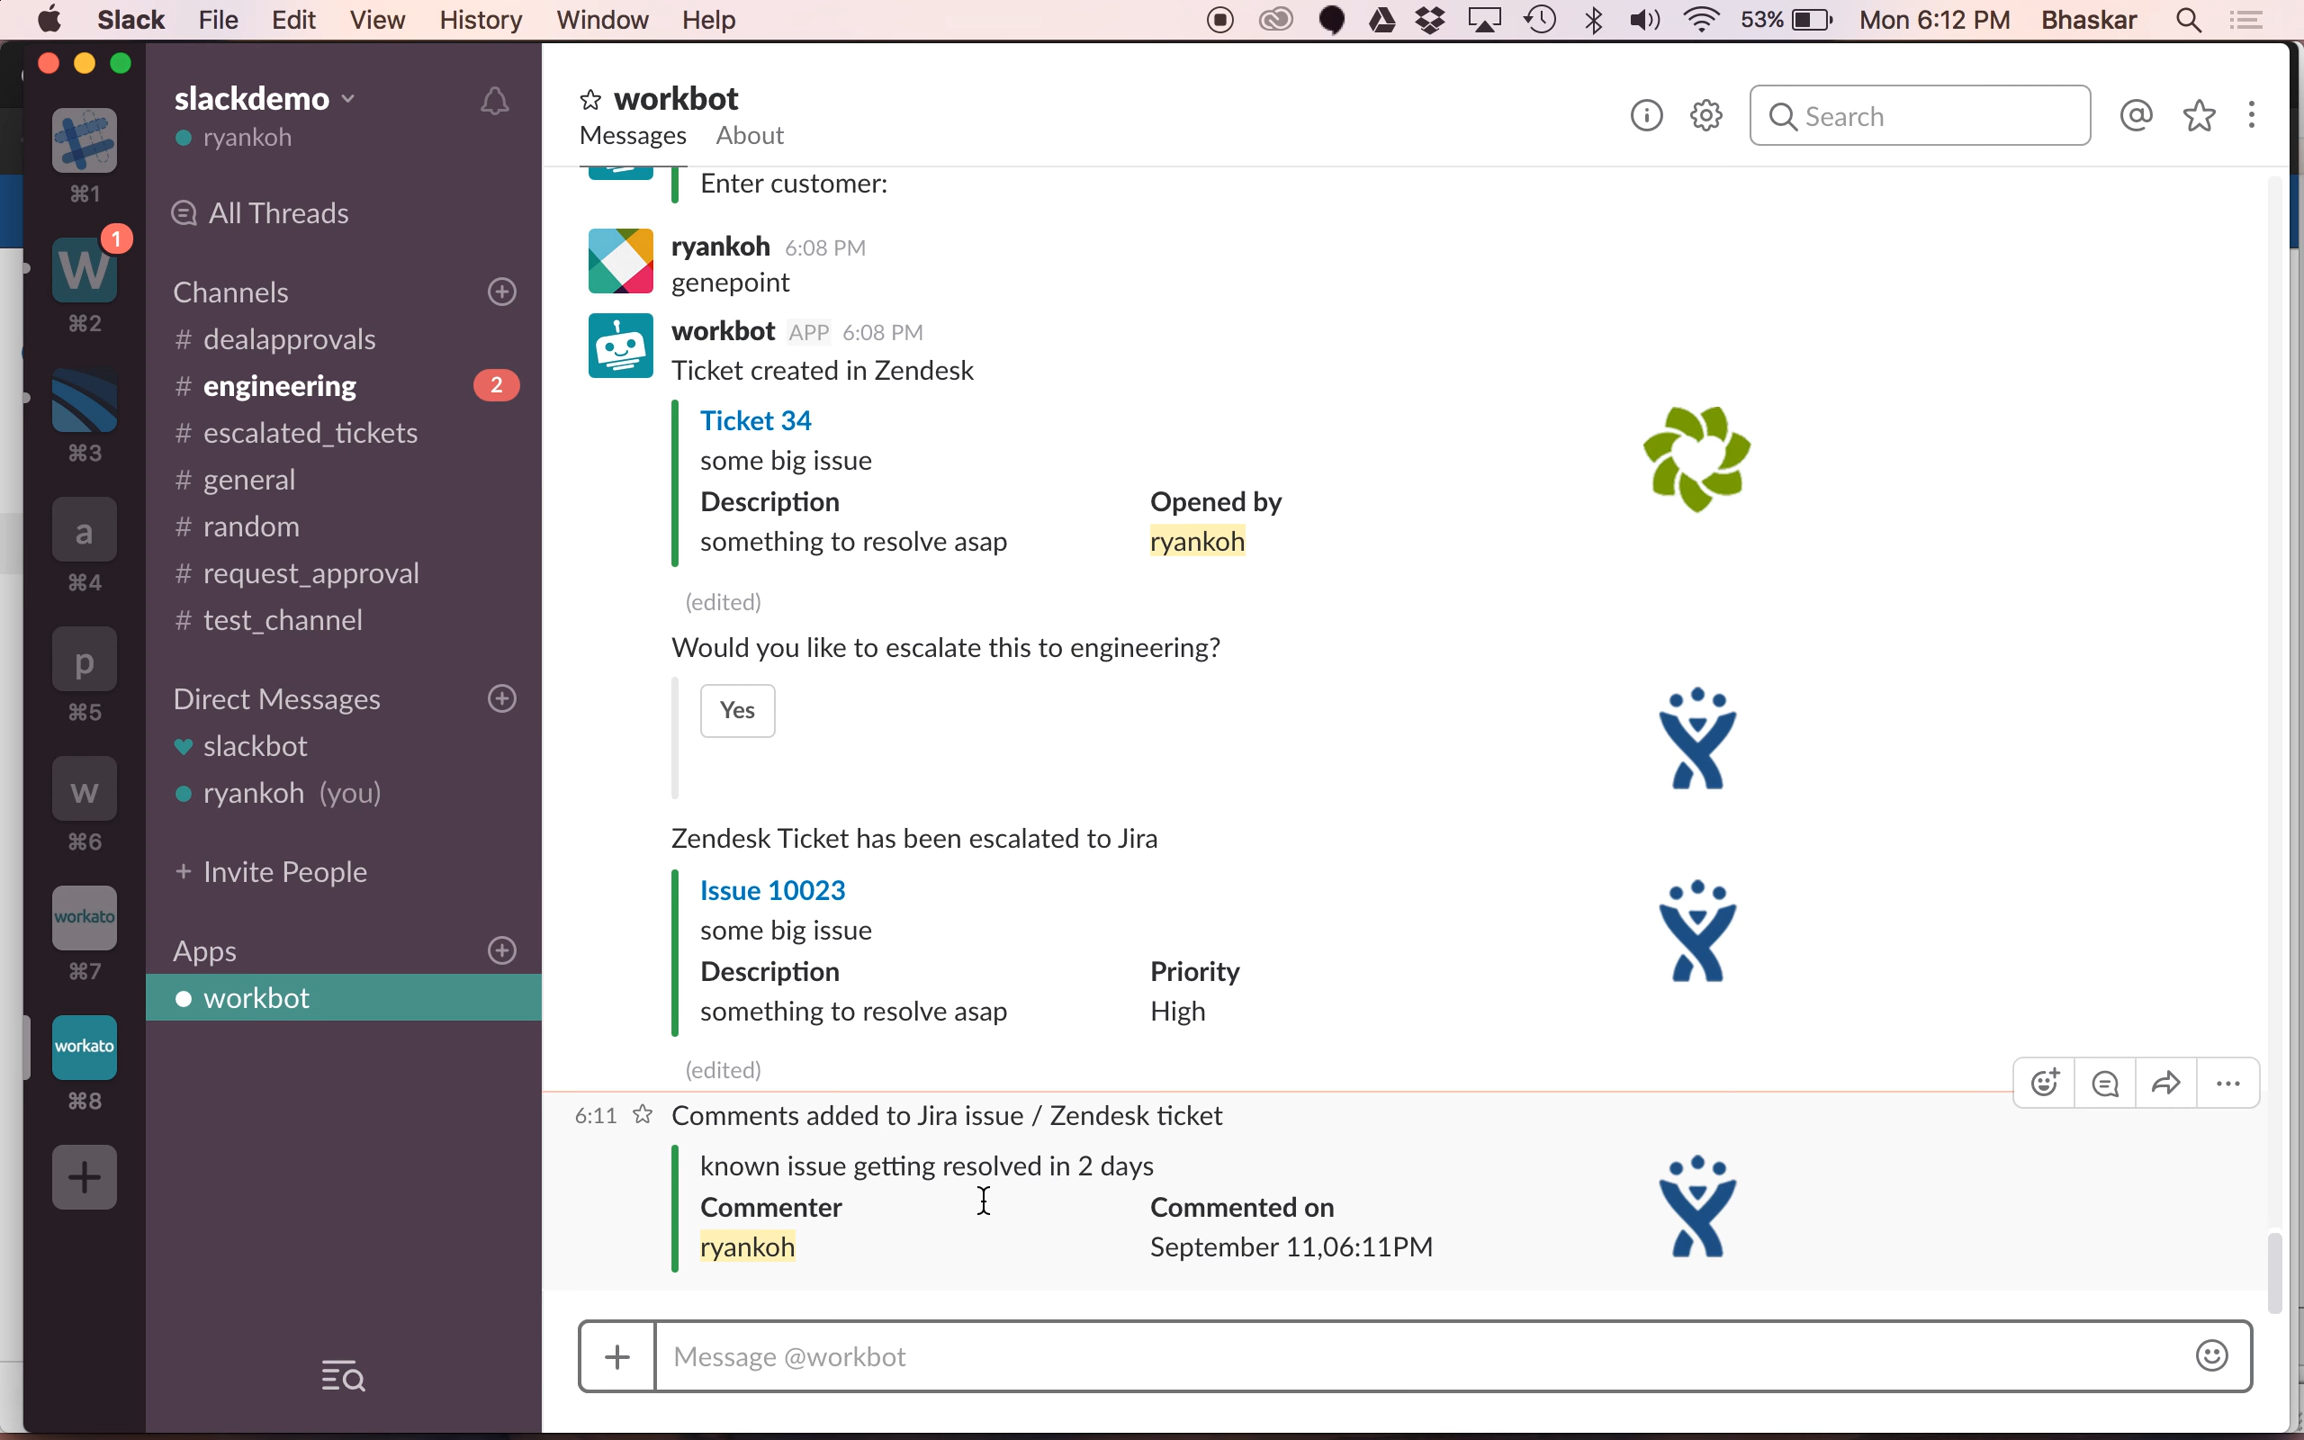 Slack File Edit View History Window Help 53% Mon 6:12 PM Bhaskar
⌘1
W 1
⌘2
⌘3
a
⌘4
p
⌘5
w
⌘6
workato
⌘7
workato
⌘8
slackdemo
ryankoh
All Threads
Channels
# dealapprovals
# engineering 2
# escalated_tickets
# general
# random
# request_approval
# test_channel
Direct Messages
slackbot
ryankoh (you)
+ Invite People
Apps
workbot
workbot
Messages About
Search
Enter customer:
ryankoh 6:08 PM
genepoint
workbot APP 6:08 PM
Ticket created in Zendesk
Ticket 34
some big issue
Description Opened by
something to resolve asap ryankoh
(edited)
Would you like to escalate this to engineering?
Yes
Zendesk Ticket has been escalated to Jira
Issue 10023
some big issue
Description Priority
something to resolve asap High
(edited)
6:11 Comments added to Jira issue / Zendesk ticket
known issue getting resolved in 2 days
Commenter Commented on
ryankoh September 11,06:11PM
Message @workbot